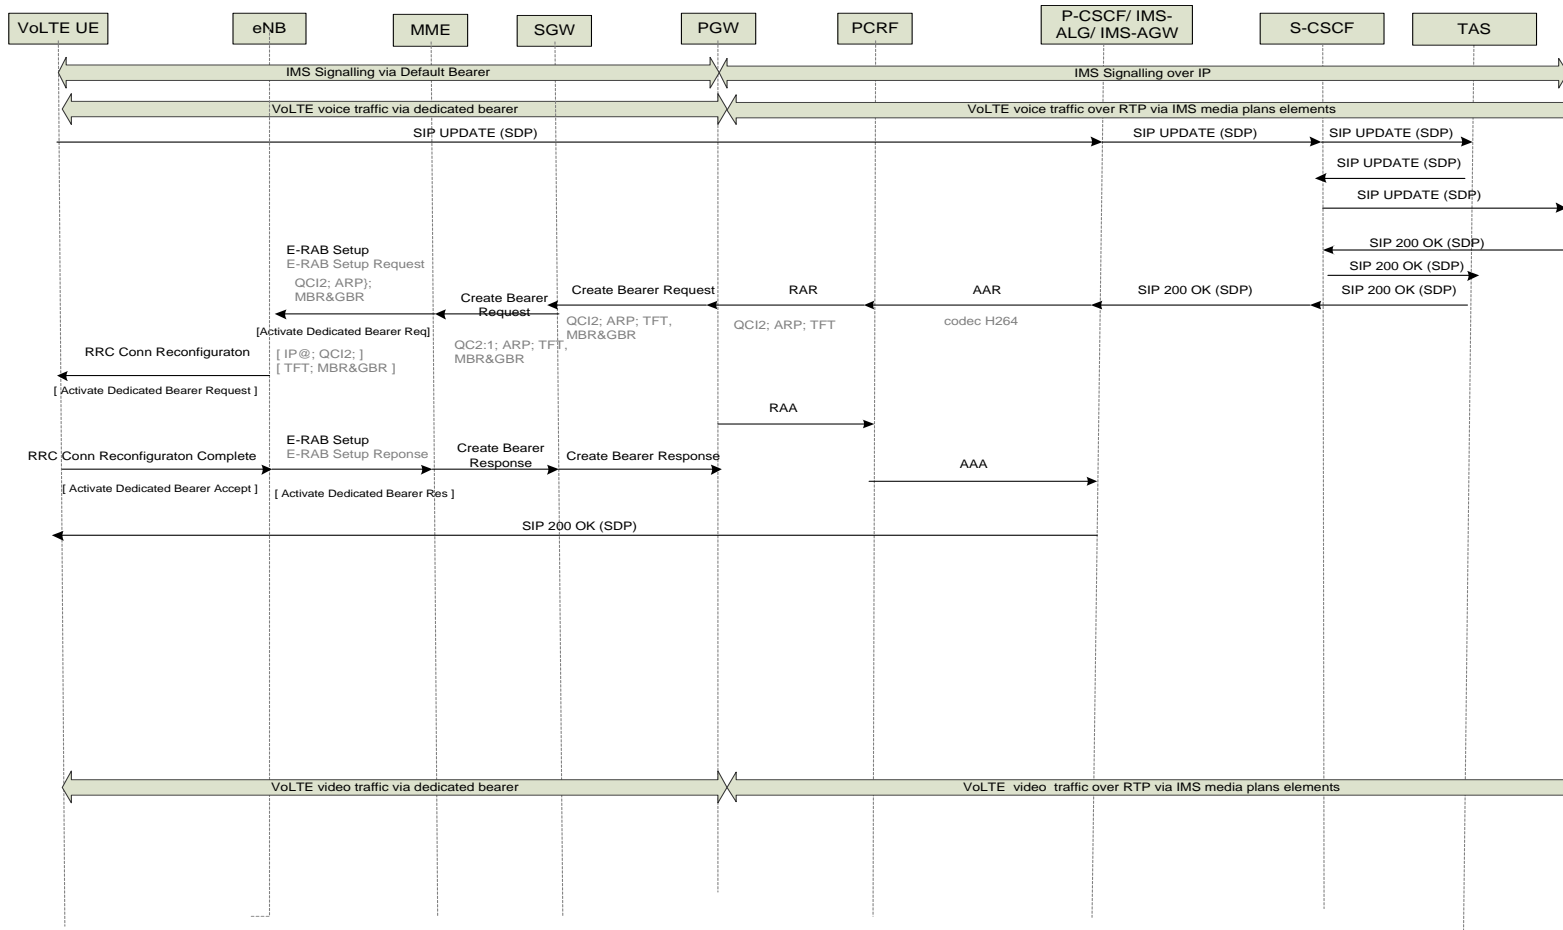 VoLTE UE
eNB
MME
SGW
PGW
PCRF
P-CSCF/ IMS-
ALG/ IMS-AGW
S-CSCF
TAS
IMS Signalling via Default Bearer
IMS Signalling over IP
VoLTE voice traffic via dedicated bearer
VoLTE voice traffic over RTP via IMS media plans elements
SIP UPDATE (SDP)
SIP UPDATE (SDP)
SIP UPDATE (SDP)
SIP UPDATE (SDP)
SIP UPDATE (SDP)
SIP 200 OK (SDP)
SIP 200 OK (SDP)
E-RAB Setup
E-RAB Setup Request
QCI2; ARP};
MBR&GBR
Create Bearer
Request
Create Bearer Request
RAR
AAR
SIP 200 OK (SDP)
SIP 200 OK (SDP)
[Activate Dedicated Bearer Req]
QCI2; ARP; TFT,
MBR&GBR
QCI2; ARP; TFT
codec H264
QC2:1; ARP; TFT,
MBR&GBR
RRC Conn Reconfiguraton
[ IP@; QCI2; ]
[ TFT; MBR&GBR ]
[ Activate Dedicated Bearer Request ]
RAA
RRC Conn Reconfiguraton Complete
E-RAB Setup
E-RAB Setup Reponse
Create Bearer
Response
Create Bearer Response
AAA
[ Activate Dedicated Bearer Accept ]
[ Activate Dedicated Bearer Res ]
SIP 200 OK (SDP)
VoLTE video traffic via dedicated bearer
VoLTE  video  traffic over RTP via IMS media plans elements